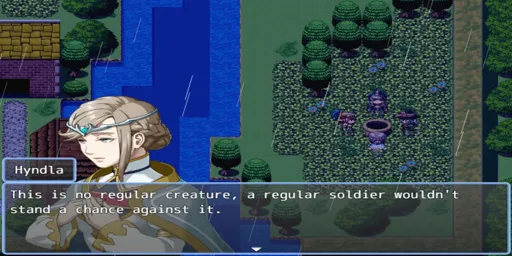 Hyndla
This is no regular creature, a regular soldier wouldn't
stand a chance against it.